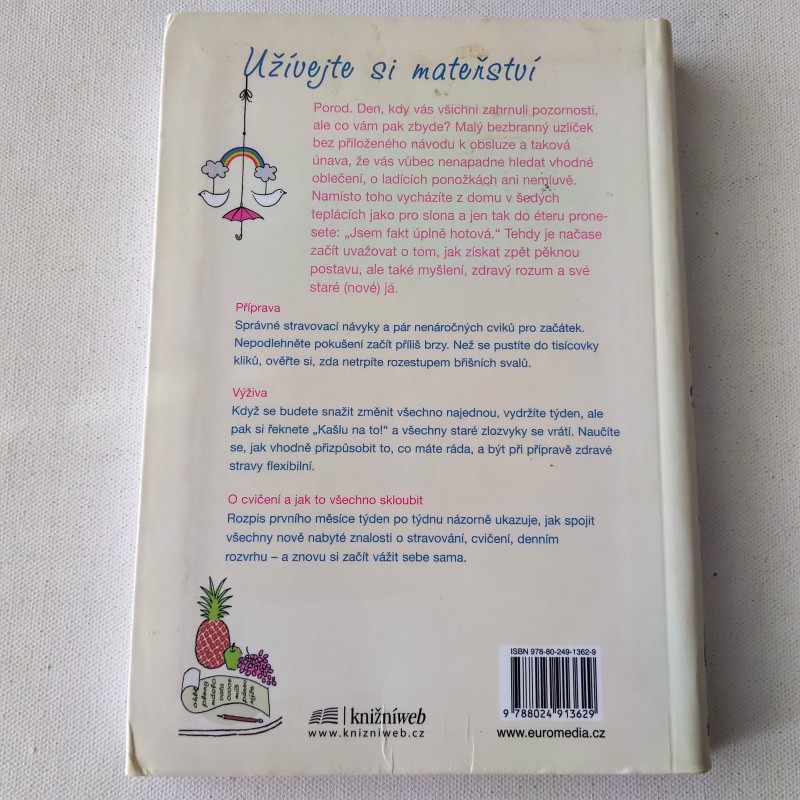 Užívejte si mateřství
Porod. Den, kdy vás všichni zahrnuli pozorností,
ale co vám pak zbyde? Malý bezbranný uzlíček
bez přiloženého návodu k obsluze a taková
únava, že vás vůbec nenapadne hledat vhodné
oblečení, o ladících ponožkách ani nemluvě.
Namísto toho vycházíte z domu v šedých
teplácích jako pro slona a jen tak do éteru prone-
sete: „Jsem fakt úplně hotová.“ Tehdy je načase
začít uvažovat o tom, jak získat zpět pěknou
postavu, ale také myšlení, zdravý rozum a své
staré (nové) já.
Příprava
Správné stravovací návyky a pár nenáročných cviků pro začátek.
Nepodlehněte pokušení začít příliš brzy. Než se pustíte do tisícovky
kliků, ověřte si, zda netrpíte rozestupem břišních svalů.
Výživa
Když se budete snažit změnit všechno najednou, vydržíte týden, ale
pak si řeknete „Kašlu na to!“ a všechny staré zlozvyky se vrátí. Naučíte
se, jak vhodně přizpůsobit to, co máte ráda, a být při přípravě zdravé
stravy flexibilní.
O cvičení a jak to všechno skloubit
Rozpis prvního měsíce týden po týdnu názorně ukazuje, jak spojit
všechny nově nabyté znalosti o stravování, cvičení, denním
rozvrhu – a znovu si začít vážit sebe sama.
ISBN 978-80-249-1362-9
9 788024 913629
knižníweb
www.knizniweb.cz
www.euromedia.cz